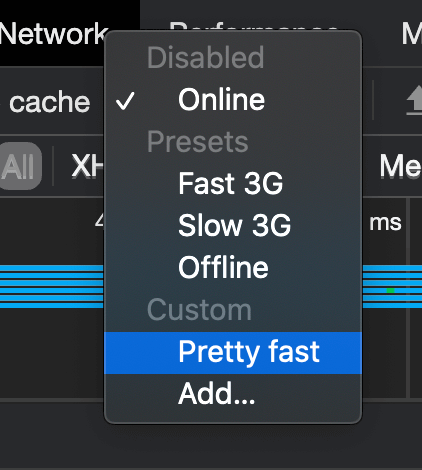 Network Performance M
Disabled
cache ✓ Online
Presets
All XH Fast 3G Me
Slow 3G ms
Offline
Custom
Pretty fast
Add...